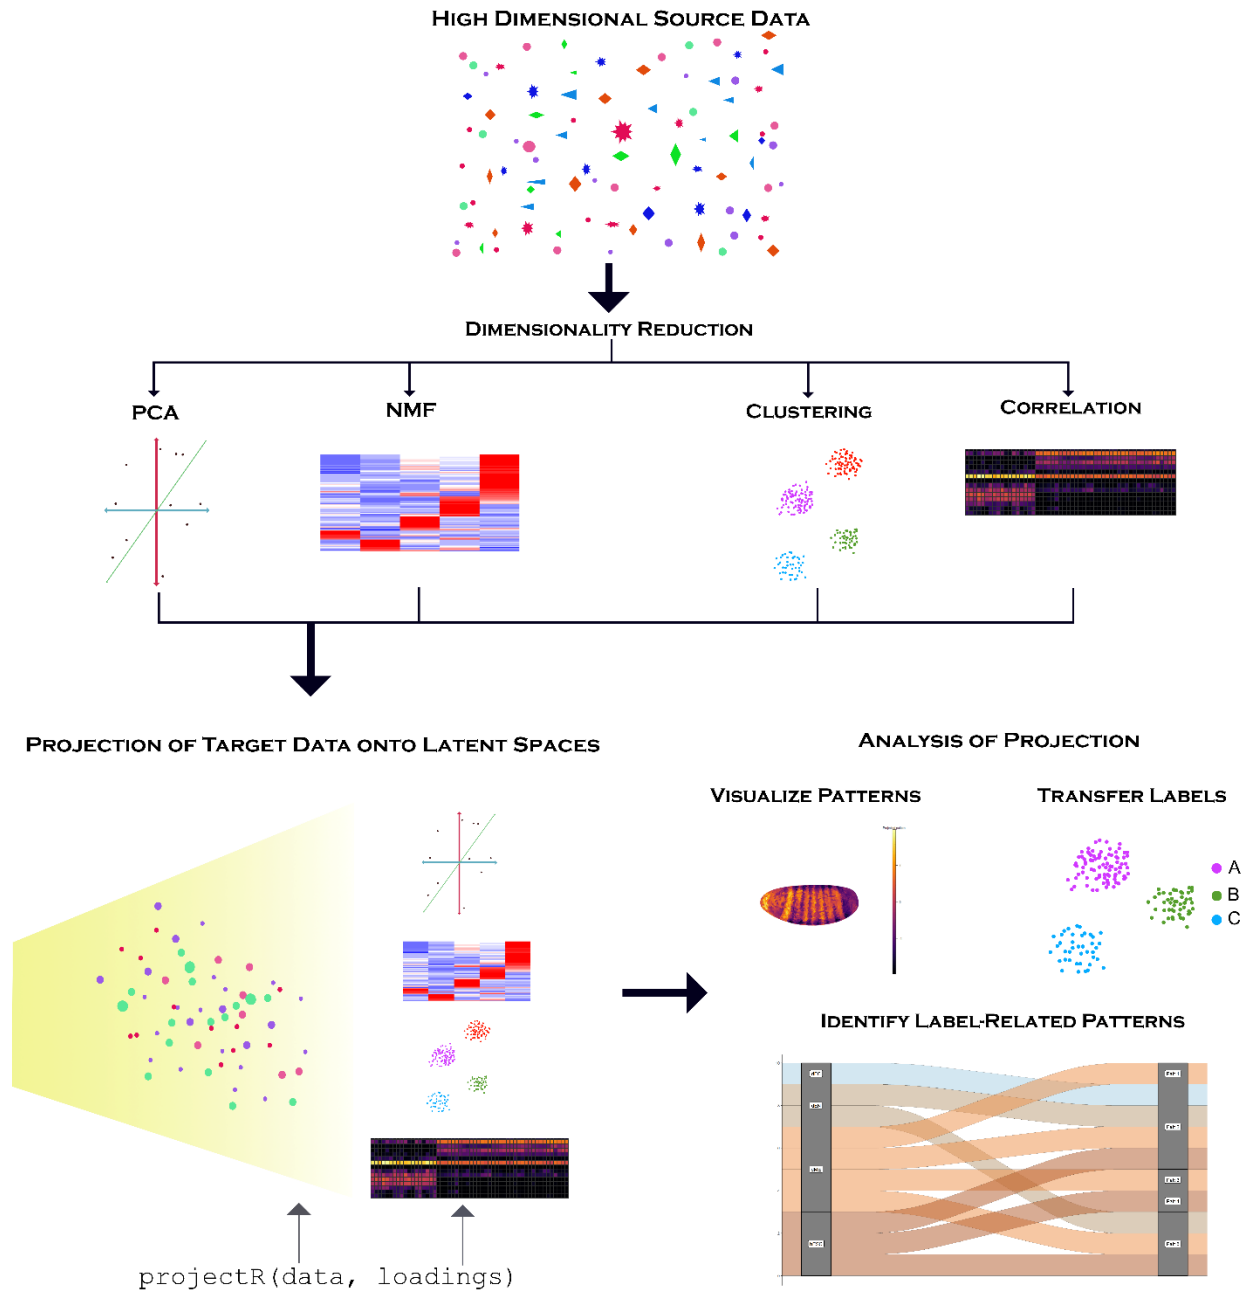 HIGH DIMENSIONAL SOURCE DATA
DIMENSIONALITY REDUCTION
PCA
NMF
CLUSTERING
CORRELATION
PROJECTION OF TARGET DATA ONTO LATENT SPACES
ANALYSIS OF PROJECTION
VISUALIZE PATTERNS
TRANSFER LABELS
A
B
C
IDENTIFY LABEL-RELATED PATTERNS
projectR(data, loadings)